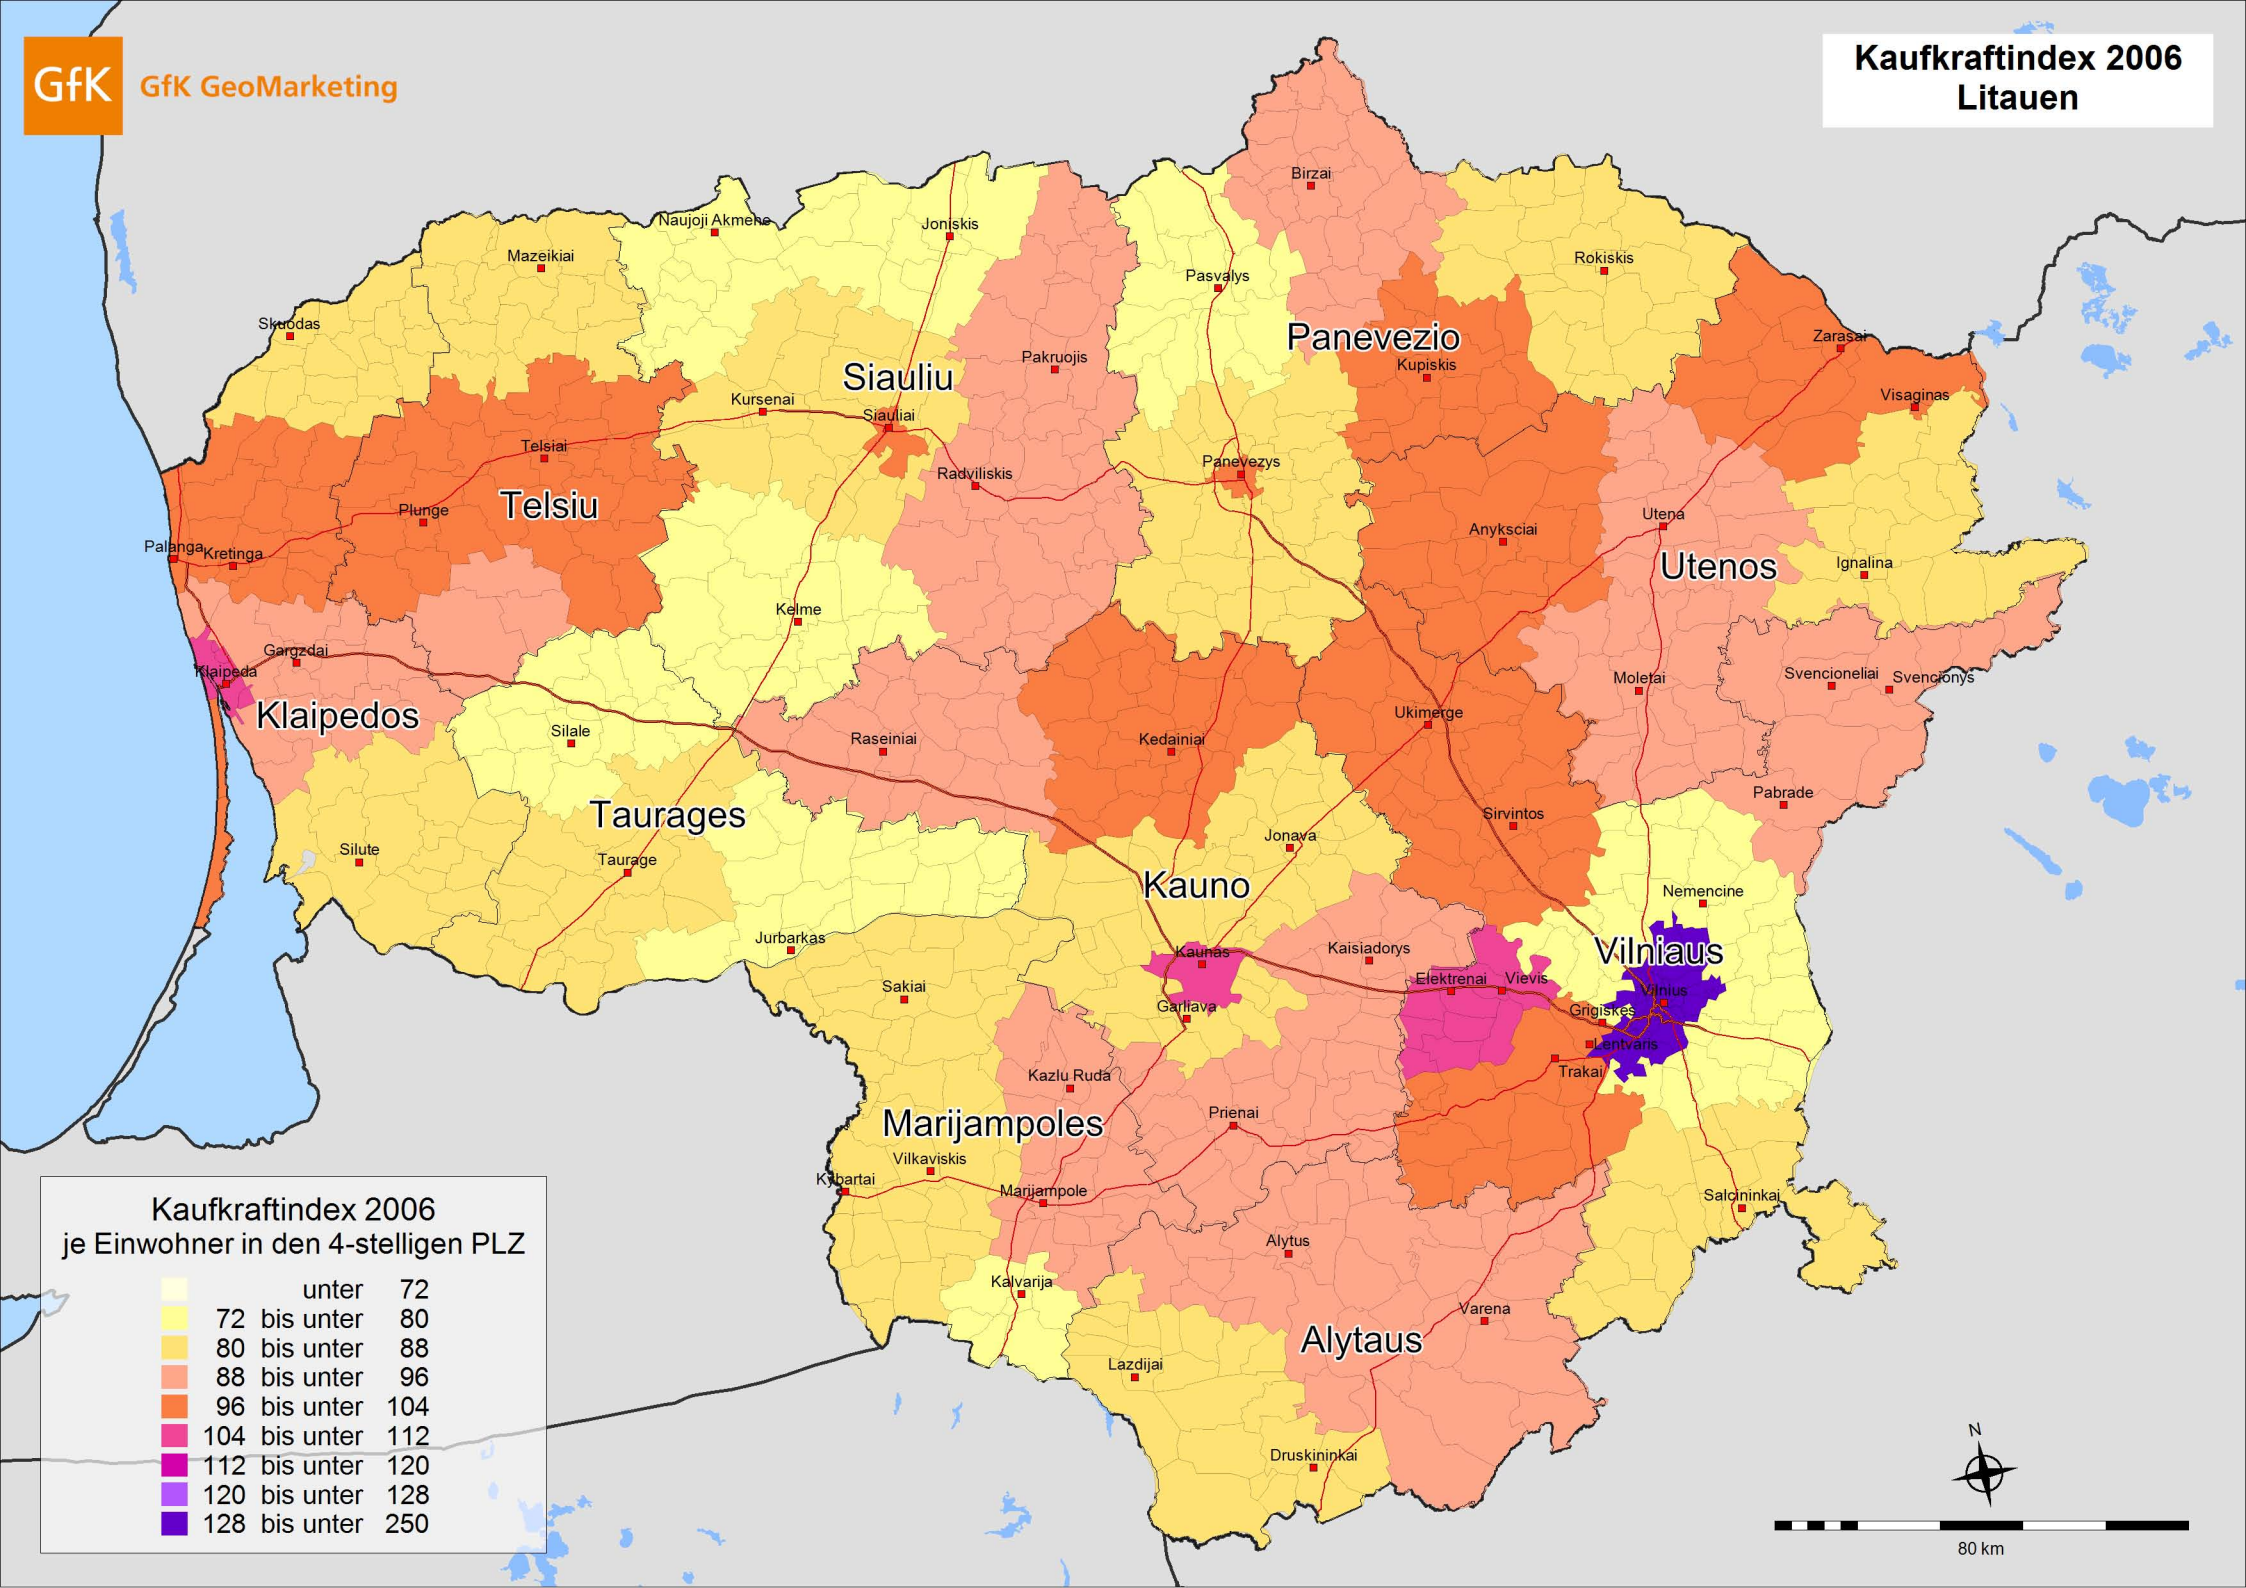 GfK
GfK GeoMarketing
Kaufkraftindex 2006
Litauen
Birzai
Naujoji Akmene
Joniskis
Mazeikiai
Rokiskis
Pasvalys
Skuodas
Panevezio
Zarasai
Pakruojis
Kupiskis
Siauliu
Visaginas
Kursenai
Siauliai
Telsiai
Panevezys
Radviliskis
Telsiu
Plunge
Utena
Anyksciai
Palanga
Kretinga
Utenos
Ignalina
Kelme
Gargzdai
Klaipeda
Moletai
Svencioneliai
Svencionys
Klaipedos
Ukimerge
Silale
Raseiniai
Kedainiai
Pabrade
Taurages
Sirvintos
Jonava
Silute
Taurage
Kauno
Nemencine
Jurbarkas
Kaunas
Kaisiadorys
Vilniaus
Sakiai
Elektrenai
Vievis
Vilnius
Garliava
Grigiskes
Lentvaris
Kazlu Ruda
Trakai
Marijampoles
Prienai
Vilkaviskis
Kybartai
Marijampole
Salcininkai
Alytus
Kalvarija
Varena
Alytaus
Lazdijai
Druskininkai
Kaufkraftindex 2006
je Einwohner in den 4-stelligen PLZ
unter 72
72 bis unter 80
80 bis unter 88
88 bis unter 96
96 bis unter 104
104 bis unter 112
112 bis unter 120
120 bis unter 128
128 bis unter 250
N
80 km